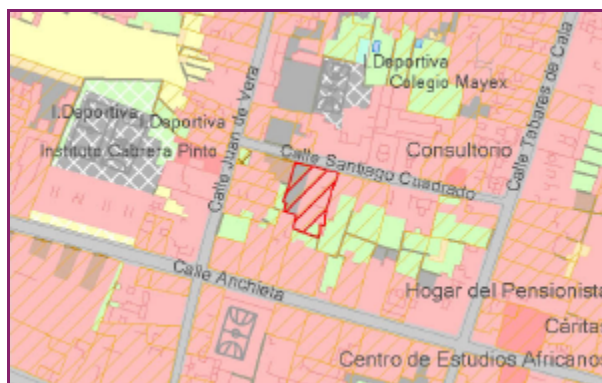 I.Deportiva
Colegio Mayex
I.Deportiva
I.Deportiva
Instituto Cabrera Pinto
Calle Juan de Vera
Calle Santiago Cuadrado
Consultorio
Calle Tabares de Cala
Calle Anchieta
Hogar del Pensionista
Cáritas
Centro de Estudios Africanos